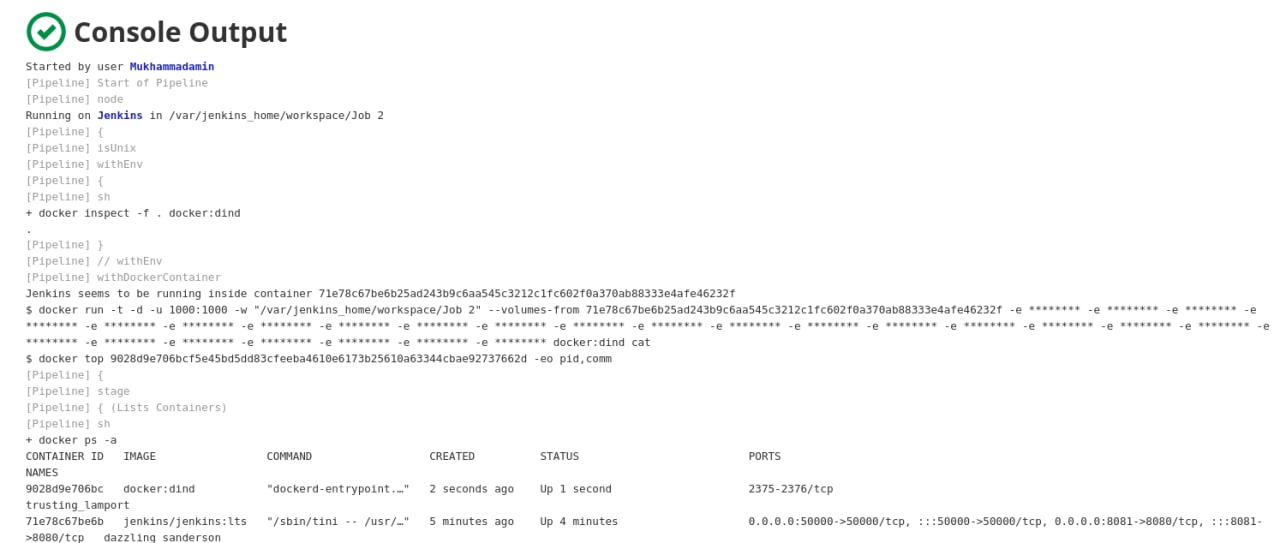 Console Output
Started by user Mukhammadamin
[Pipeline] Start of Pipeline
[Pipeline] node
Running on Jenkins in /var/jenkins_home/workspace/Job 2
[Pipeline] {
[Pipeline] isUnix
[Pipeline] withEnv
[Pipeline] {
[Pipeline] sh
+ docker inspect -f . docker:dind
.
[Pipeline] }
[Pipeline] // withEnv
[Pipeline] withDockerContainer
Jenkins seems to be running inside container 71e78c67be6b25ad243b9c6aa545c3212c1fc602f0a370ab88333e4afe46232f
$ docker run -t -d -u 1000:1000 -w "/var/jenkins_home/workspace/Job 2" --volumes-from 71e78c67be6b25ad243b9c6aa545c3212c1fc602f0a370ab88333e4afe46232f -e ******** -e ******** -e ******** -e
******** -e ******** -e ******** -e ******** -e ******** -e ******** -e ******** -e ******** -e ******** -e ******** -e ******** -e ******** -e ******** -e ******** -e ******** -e ******** -e
******** -e ******** -e ******** -e ******** -e ******** -e ******** -e ******** docker:dind cat
$ docker top 9028d9e706bcf5e45bd5dd83cfeeba4610e6173b25610a63344cbae92737662d -eo pid,comm
[Pipeline] {
[Pipeline] stage
[Pipeline] { (Lists Containers)
[Pipeline] sh
+ docker ps -a
CONTAINER ID   IMAGE                 COMMAND                  CREATED          STATUS                          PORTS
NAMES
9028d9e706bc   docker:dind           "dockerd-entrypoint.…"   2 seconds ago    Up 1 second                     2375-2376/tcp
trusting_lamport
71e78c67be6b   jenkins/jenkins:lts   "/sbin/tini -- /usr/…"   5 minutes ago    Up 4 minutes                    0.0.0.0:50000->50000/tcp, :::50000->50000/tcp, 0.0.0.0:8081->8080/tcp, :::8081-
>8080/tcp   dazzling_sanderson